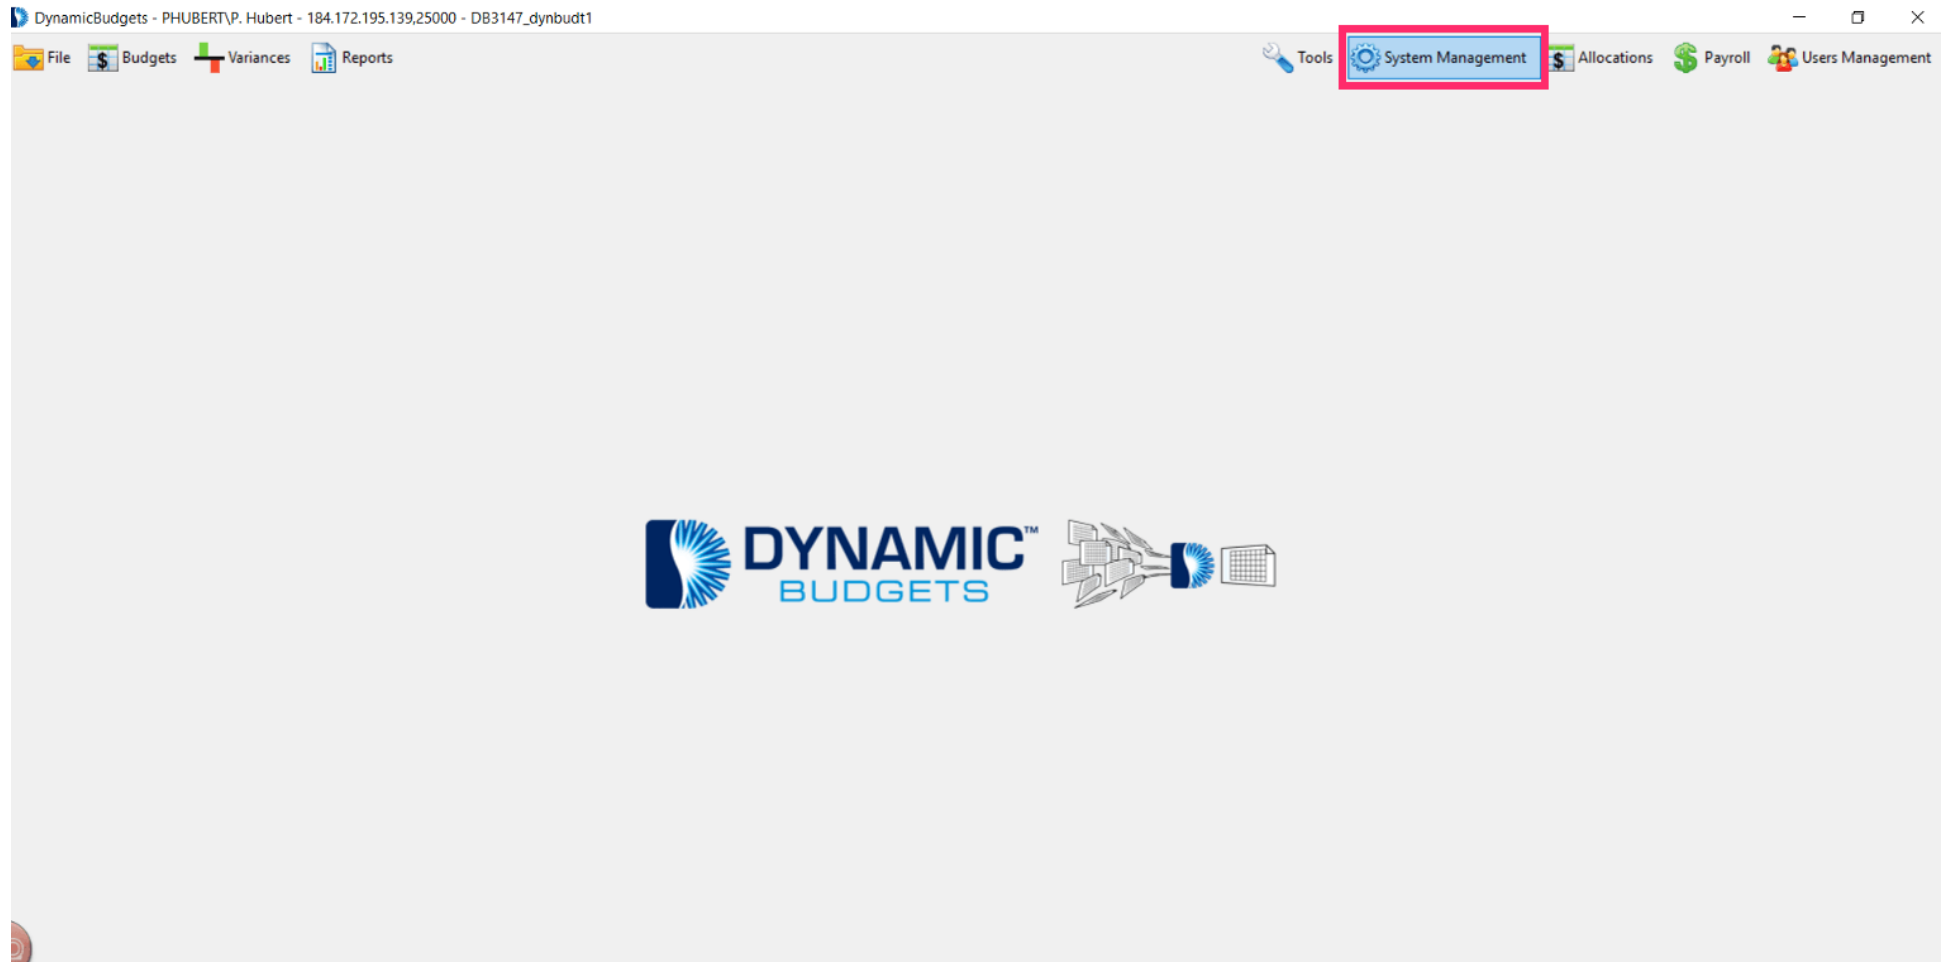 DynamicBudgets - PHUBERT\P. Hubert - 184.172.195.139,25000 - DB3147_dynbudt1
File Budgets Variances Reports Tools System Management Allocations Payroll Users Management
DYNAMIC™
BUDGETS